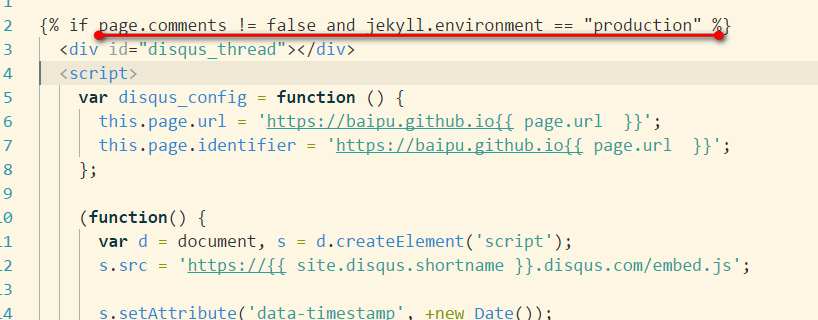 2 {% if page.comments != false and jekyll.environment == "production" %}
3 <div id="disqus_thread"></div>
4 <script>
5 var disqus_config = function () {
6 this.page.url = 'https://baipu.github.io{{ page.url  }}';
7 this.page.identifier = 'https://baipu.github.io{{ page.url  }}';
8 };
9
10 (function() {
11 var d = document, s = d.createElement('script');
12 s.src = 'https://{{ site.disqus.shortname }}.disqus.com/embed.js';
13
14 s.setAttribute('data-timestamp', +new Date());